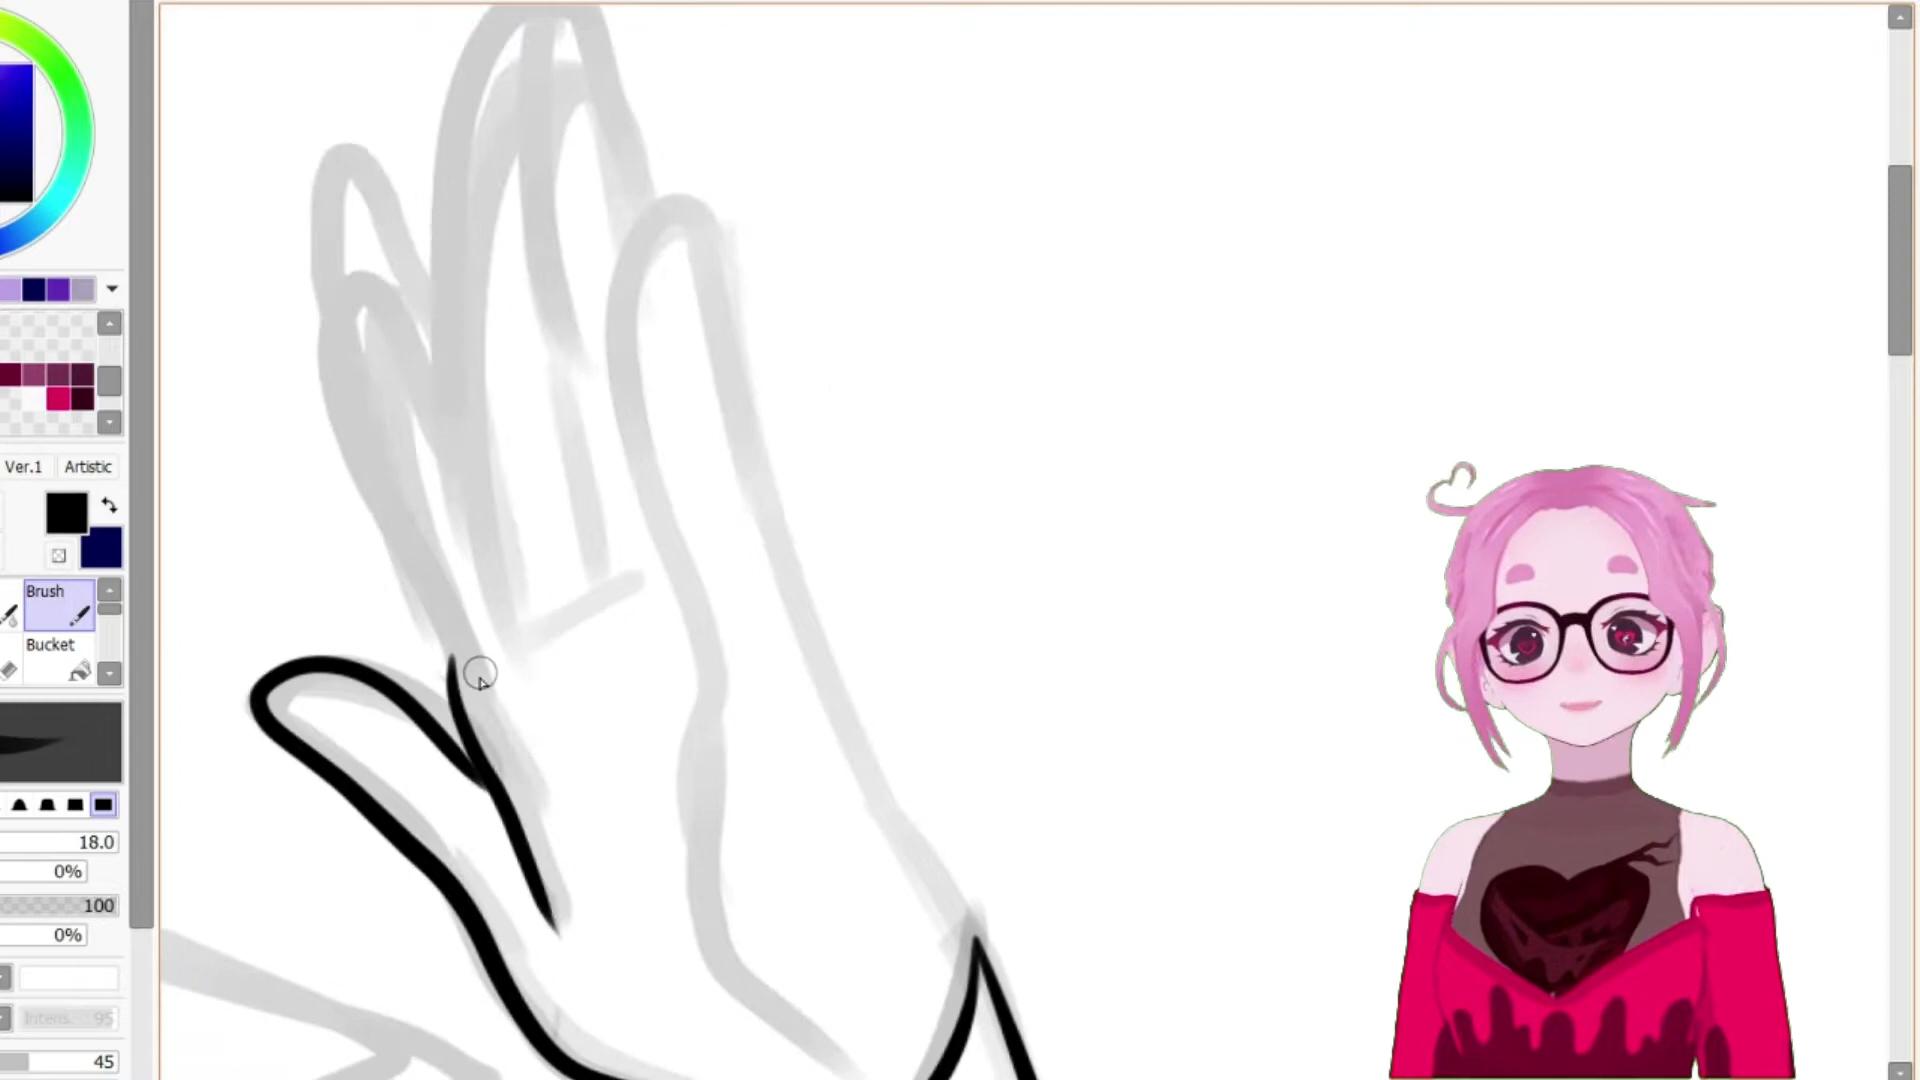 Ver.1 Artistic
Brush
Bucket
18.0
0%
100
0%
Intens. 95
45